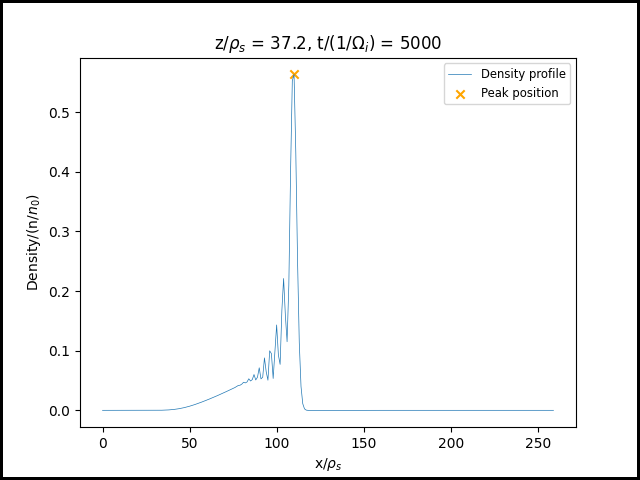 z/ρₛ = 37.2, t/(1/Ωᵢ) = 5000
Density profile
Peak position
Density/(n/n₀)
0.5
0.4
0.3
0.2
0.1
0.0
0 50 100 150 200 250
x/ρₛ